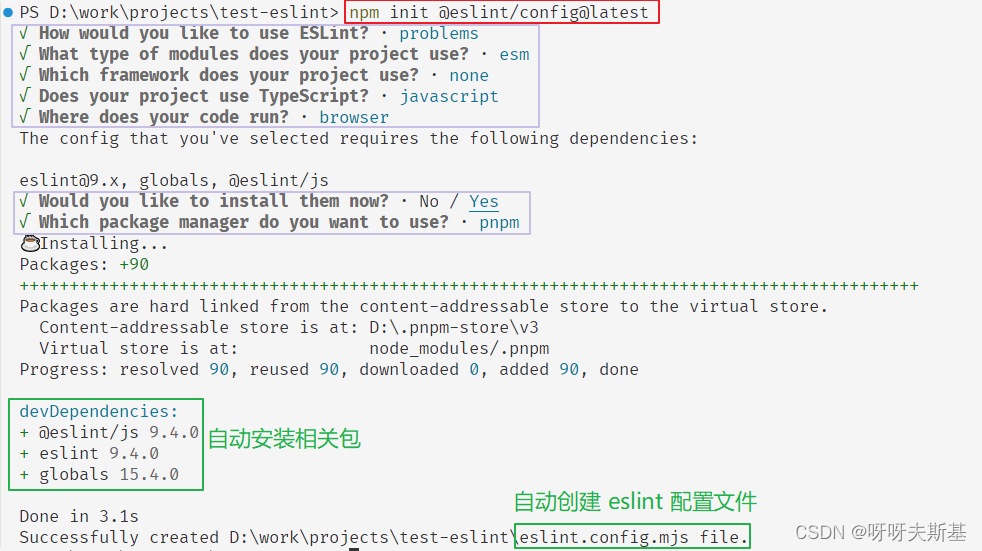 PS D:\work\projects\test-eslint> npm init @eslint/config@latest
√ How would you like to use ESLint? · problems
√ What type of modules does your project use? · esm
√ Which framework does your project use? · none
√ Does your project use TypeScript? · javascript
√ Where does your code run? · browser
The config that you've selected requires the following dependencies:
eslint@9.x, globals, @eslint/js
√ Would you like to install them now? · No / Yes
√ Which package manager do you want to use? · pnpm
☕Installing...
Packages: +90
++++++++++++++++++++++++++++++++++++++++++++++++++++++++++++++++++++++++++++++++++++++++++
Packages are hard linked from the content-addressable store to the virtual store.
Content-addressable store is at: D:\.pnpm-store\v3
Virtual store is at: node_modules/.pnpm
Progress: resolved 90, reused 90, downloaded 0, added 90, done
devDependencies:
+ @eslint/js 9.4.0
自动安装相关包
+ eslint 9.4.0
+ globals 15.4.0
自动创建 eslint 配置文件
Done in 3.1s
Successfully created D:\work\projects\test-eslint\eslint.config.mjs file.
CSDN @呀呀夫斯基